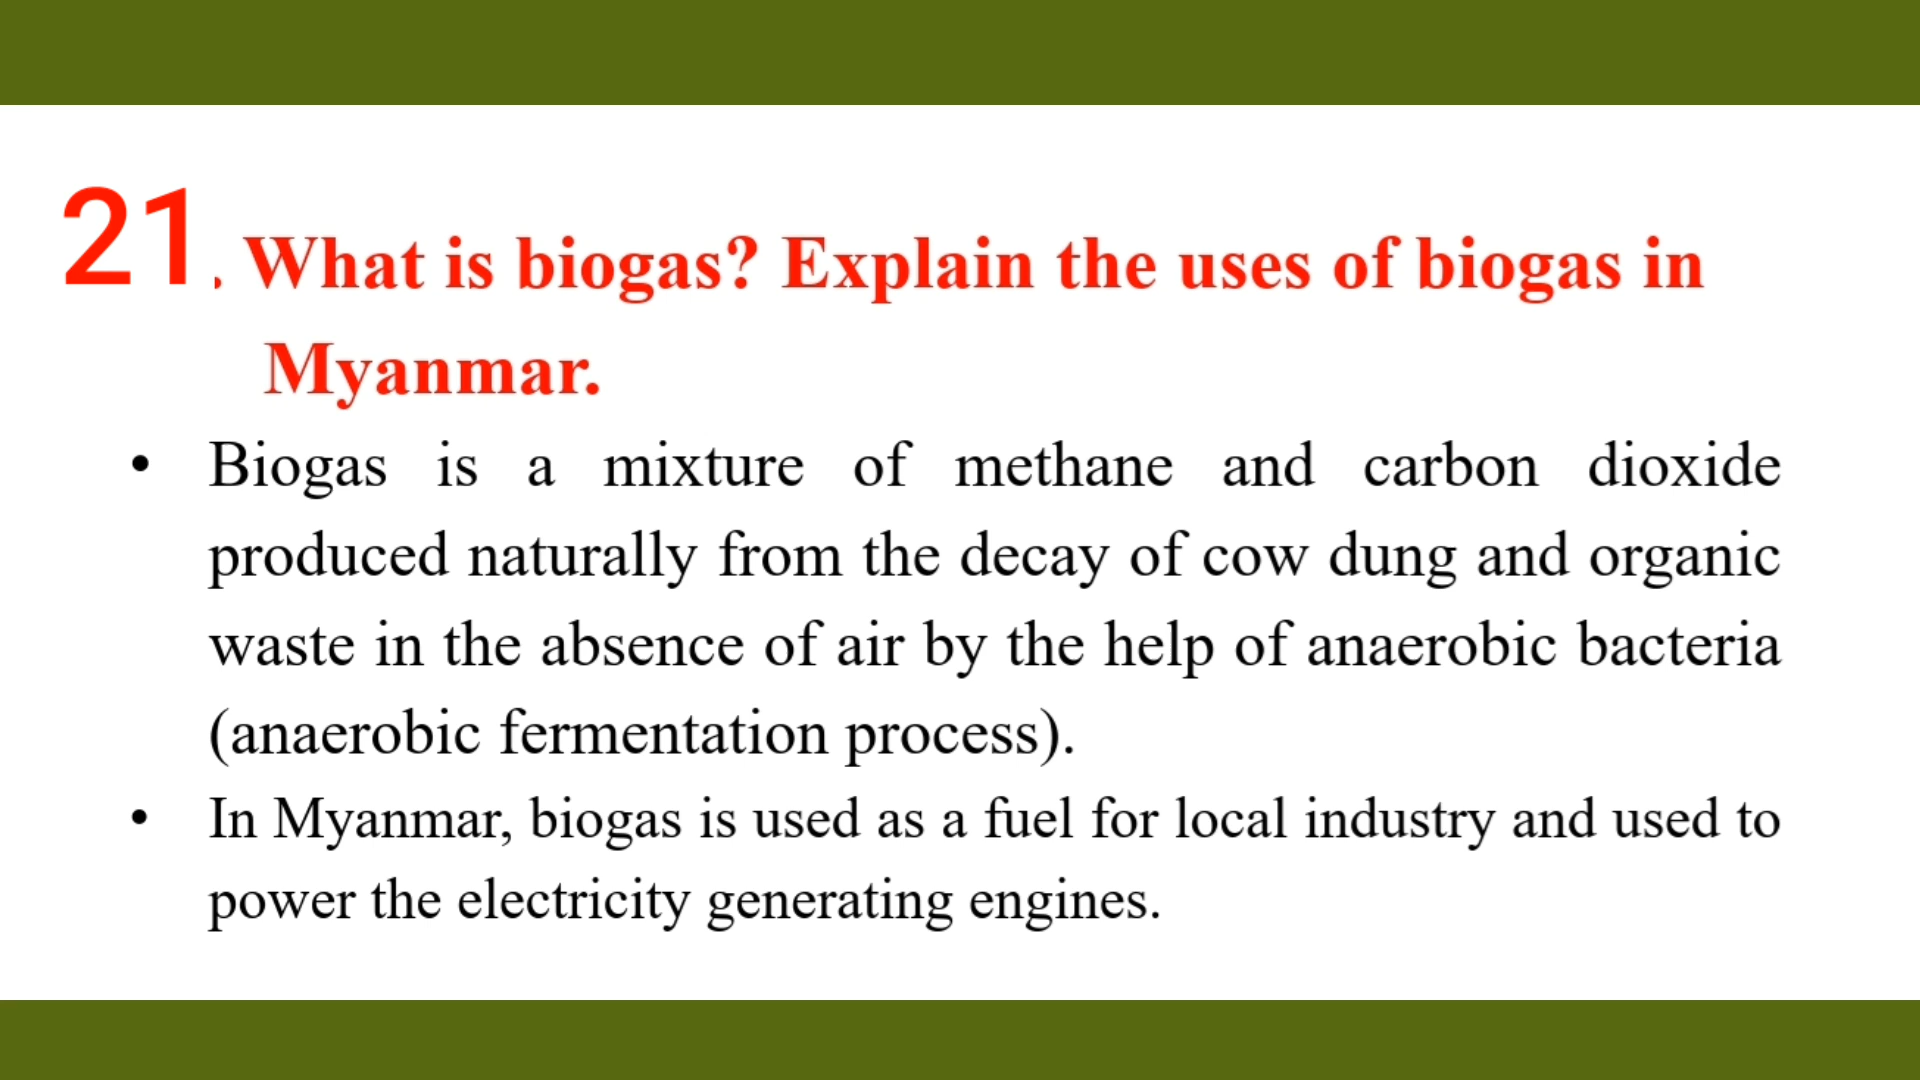 21. What is biogas? Explain the uses of biogas in
Myanmar.
• Biogas is a mixture of methane and carbon dioxide
produced naturally from the decay of cow dung and organic
waste in the absence of air by the help of anaerobic bacteria
(anaerobic fermentation process).
• In Myanmar, biogas is used as a fuel for local industry and used to
power the electricity generating engines.